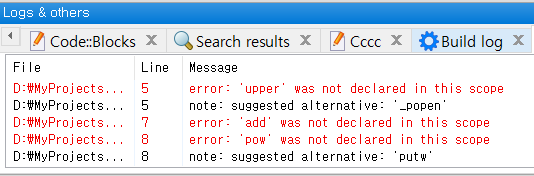 Logs & others
Code::Blocks Search results Cccc Build log
File Line Message
D:₩MyProjects... 5 error: 'upper' was not declared in this scope
D:₩MyProjects... 5 note: suggested alternative: '_popen'
D:₩MyProjects... 7 error: 'add' was not declared in this scope
D:₩MyProjects... 8 error: 'pow' was not declared in this scope
D:₩MyProjects... 8 note: suggested alternative: 'putw'